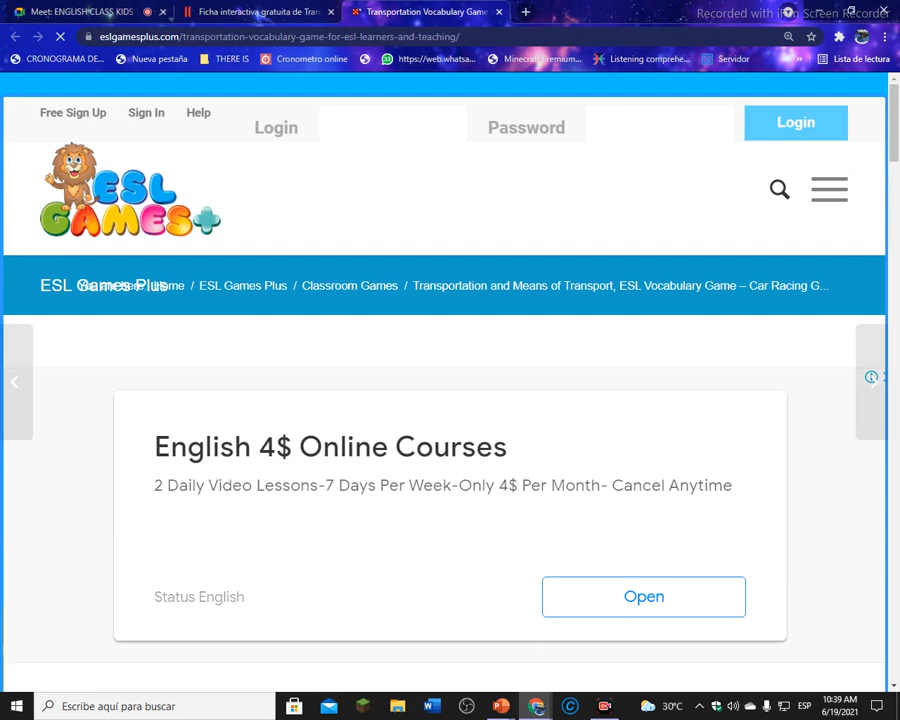 Meet: ENGLISH CLASS KIDS
Ficha interactiva gratuita de Tran
Transportation Vocabulary Game
Recorded with iFun Screen Recorder
eslgamesplus.com/transportation-vocabulary-game-for-esl-learners-and-teaching/
CRONOGRAMA DE... Nueva pestaña THERE IS Cronometro online https://web.whatsa... Minecraft Premium... Listening comprehe... Servidor » Lista de lectura
Free Sign Up Sign In Help
Login Password Login
ESL
GAMES+
ESL Games Plus Home / ESL Games Plus / Classroom Games / Transportation and Means of Transport, ESL Vocabulary Game – Car Racing G...
English 4$ Online Courses
2 Daily Video Lessons-7 Days Per Week-Only 4$ Per Month- Cancel Anytime
Status English
Open
Escribe aquí para buscar
30°C
ESP
10:39 AM
6/19/2021